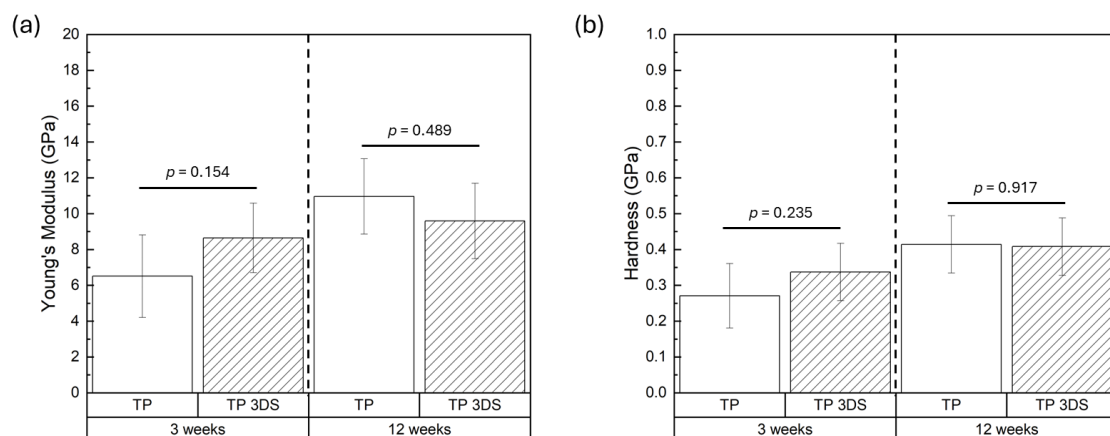 (a)
Young's Modulus (GPa)
20
18
16
14
12
10
8
6
4
2
0
p = 0.154
p = 0.489
TP
TP 3DS
TP
TP 3DS
3 weeks
12 weeks
(b)
Hardness (GPa)
1.0
0.9
0.8
0.7
0.6
0.5
0.4
0.3
0.2
0.1
0.0
p = 0.235
p = 0.917
TP
TP 3DS
TP
TP 3DS
3 weeks
12 weeks